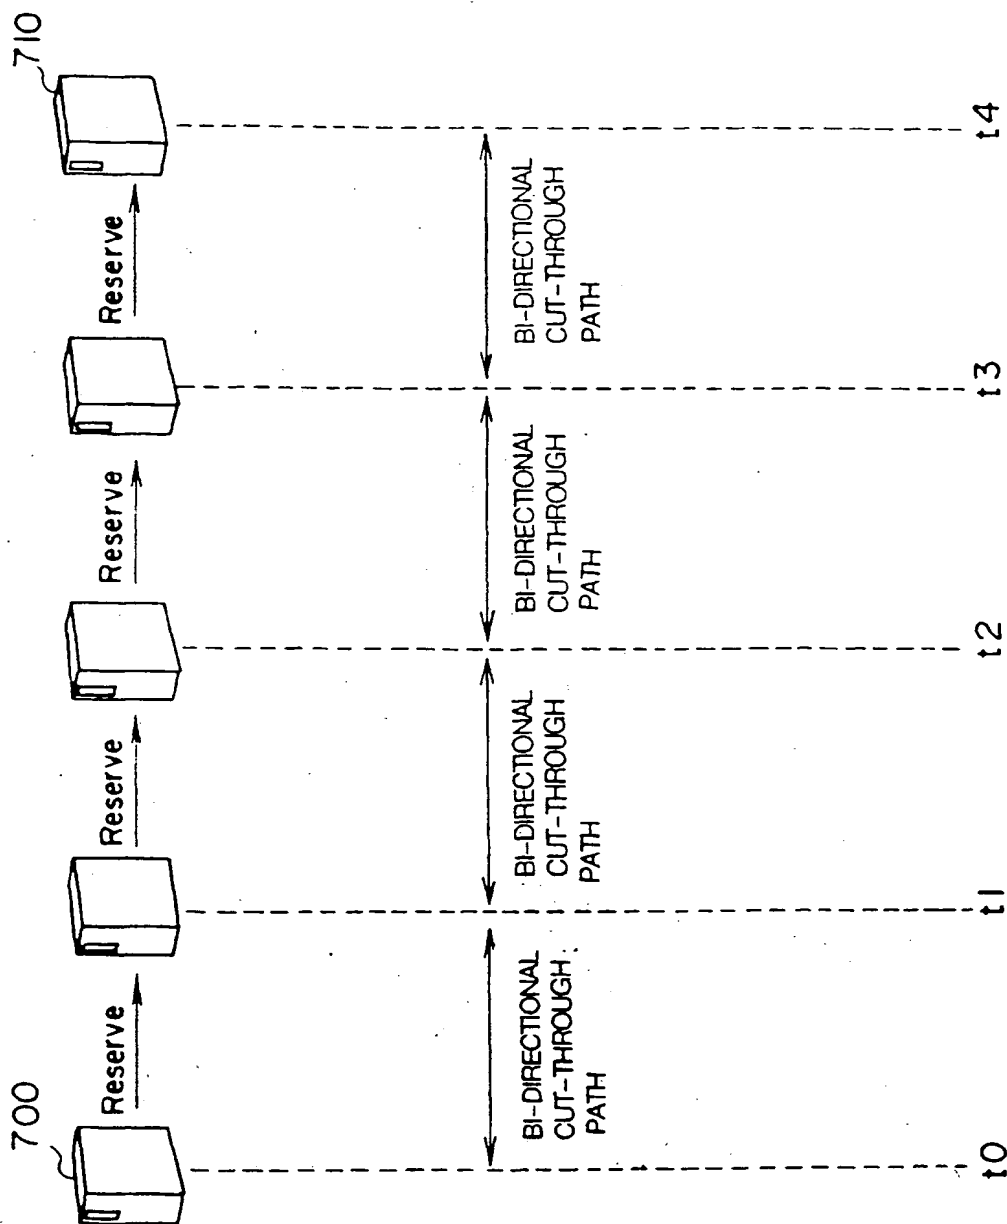 700
710
Reserve
Reserve
Reserve
Reserve
BI-DIRECTIONAL
CUT-THROUGH
PATH
BI-DIRECTIONAL
CUT-THROUGH
PATH
BI-DIRECTIONAL
CUT-THROUGH
PATH
BI-DIRECTIONAL
CUT-THROUGH
PATH
t0
t1
t2
t3
t4